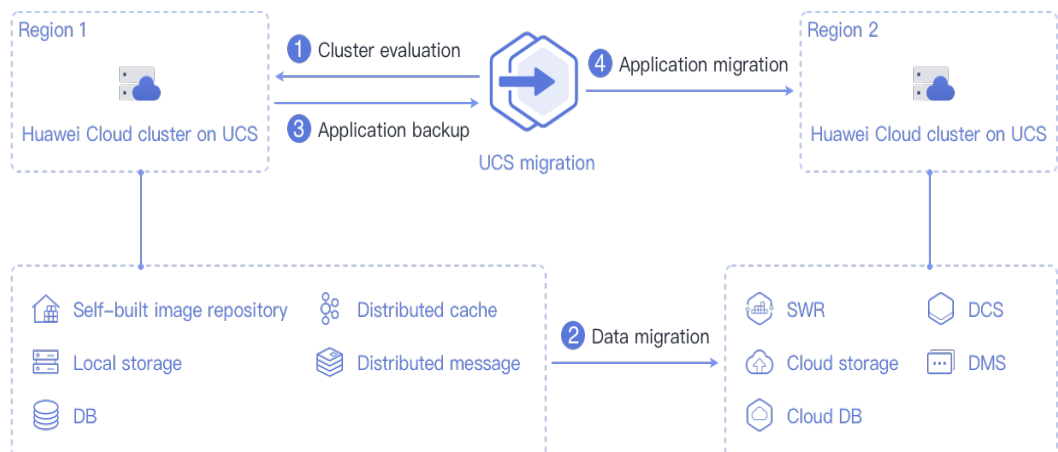 Region 1
Huawei Cloud cluster on UCS
1 Cluster evaluation
3 Application backup
UCS migration
4 Application migration
Region 2
Huawei Cloud cluster on UCS
Self-built image repository
Distributed cache
Local storage
Distributed message
DB
2 Data migration
SWR
DCS
Cloud storage
DMS
Cloud DB